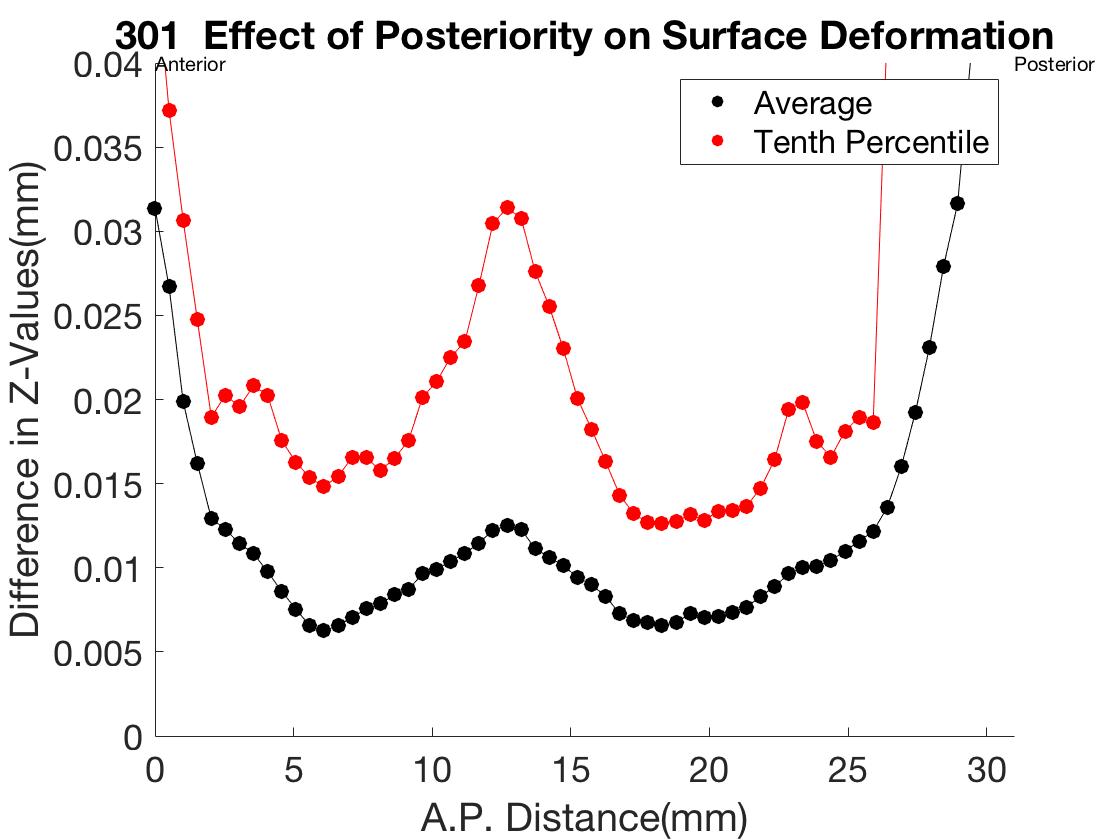 301  Effect of Posteriority on Surface Deformation
Anterior
Posterior
Average
Tenth Percentile
0.04
0.035
0.03
0.025
0.02
0.015
0.01
0.005
0
Difference in Z-Values(mm)
0
5
10
15
20
25
30
A.P. Distance(mm)